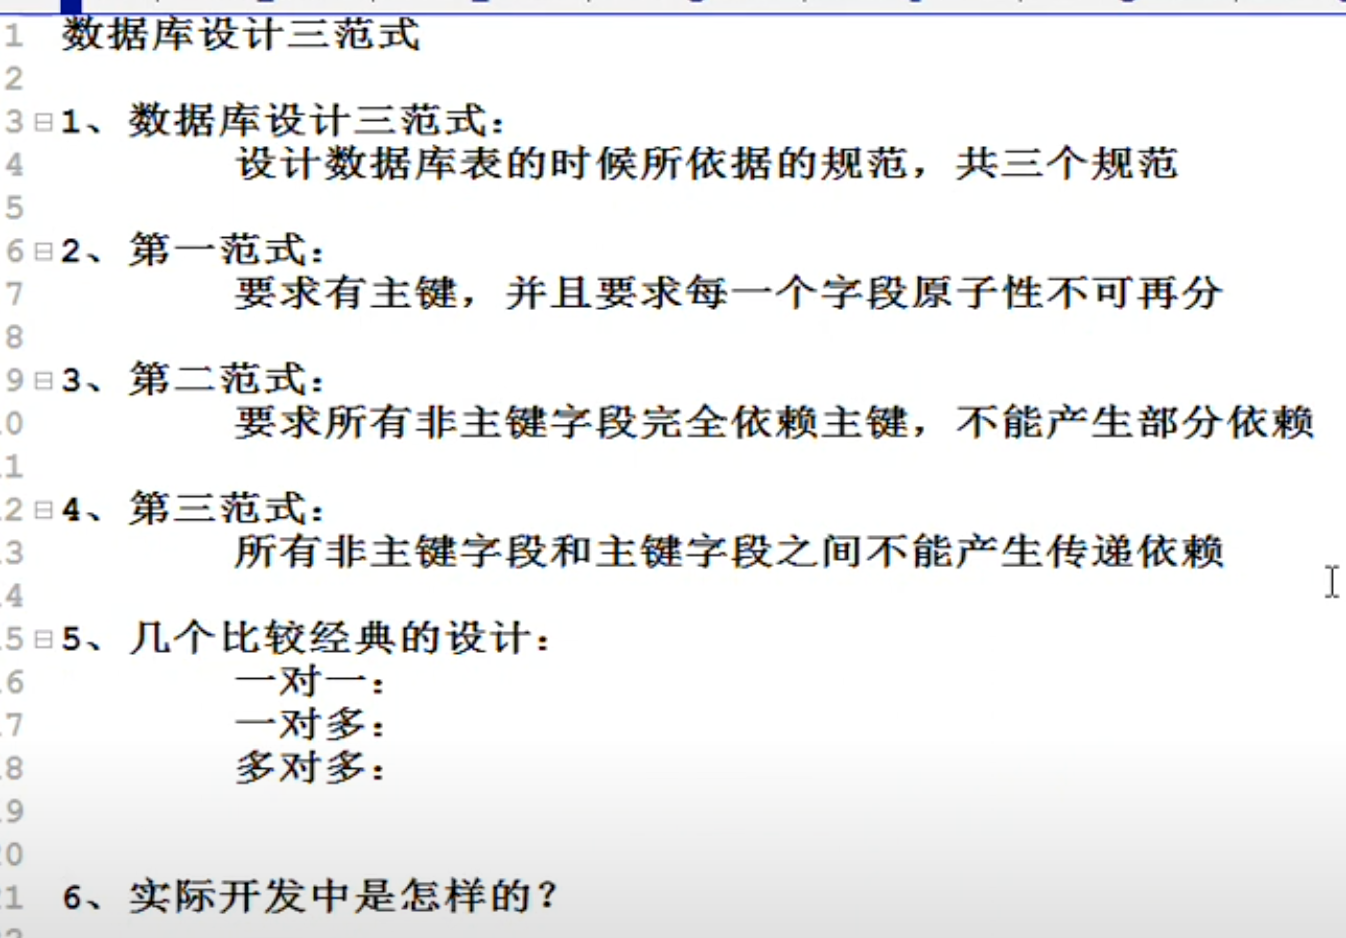 1 数据库设计三范式
2
3 1、数据库设计三范式：
4 设计数据库表的时候所依据的规范，共三个规范
5
6 2、第一范式：
7 要求有主键，并且要求每一个字段原子性不可再分
8
9 3、第二范式：
0 要求所有非主键字段完全依赖主键，不能产生部分依赖
1
2 4、第三范式：
3 所有非主键字段和主键字段之间不能产生传递依赖
4
5 5、几个比较经典的设计：
6 一对一：
7 一对多：
8 多对多：
9
0
1 6、实际开发中是怎样的？